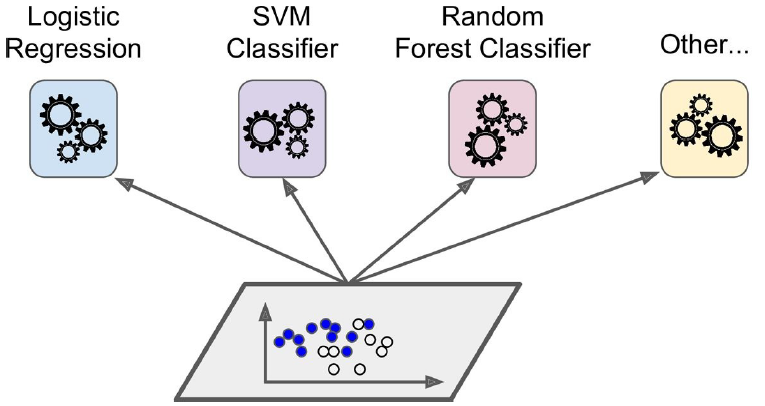 Logistic
Regression
SVM
Classifier
Random
Forest Classifier
Other...